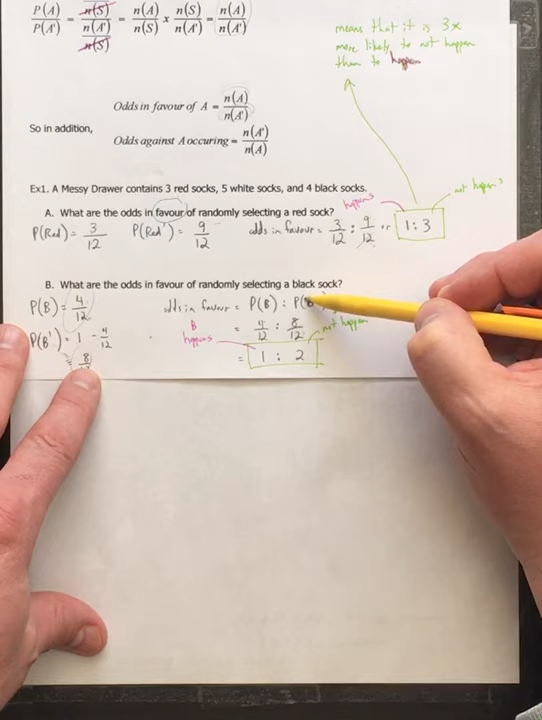 P(A) / P(A') = n(S) / n(A') / n(S) = n(A) / n(S) x n(S) / n(A') = n(A) / n(A')
means that it is 3x
more likely to not happen
than to happen
Odds in favour of A = n(A) / n(A')
So in addition,
Odds against A occuring = n(A') / n(A)
Ex1. A Messy Drawer contains 3 red socks, 5 white socks, and 4 black socks.
happens
not happens
A. What are the odds in favour of randomly selecting a red sock?
P(Red) = 3/12 P(Red') = 9/12 odds in favour = 3/12 : 9/12 or 1:3
B. What are the odds in favour of randomly selecting a black sock?
P(B) = 4/12 odds in favour = P(B) : P(B
P(B') = 1 - 4/12 B happens = 4/12 : 8/12 not happen
= 8 = 1 : 2